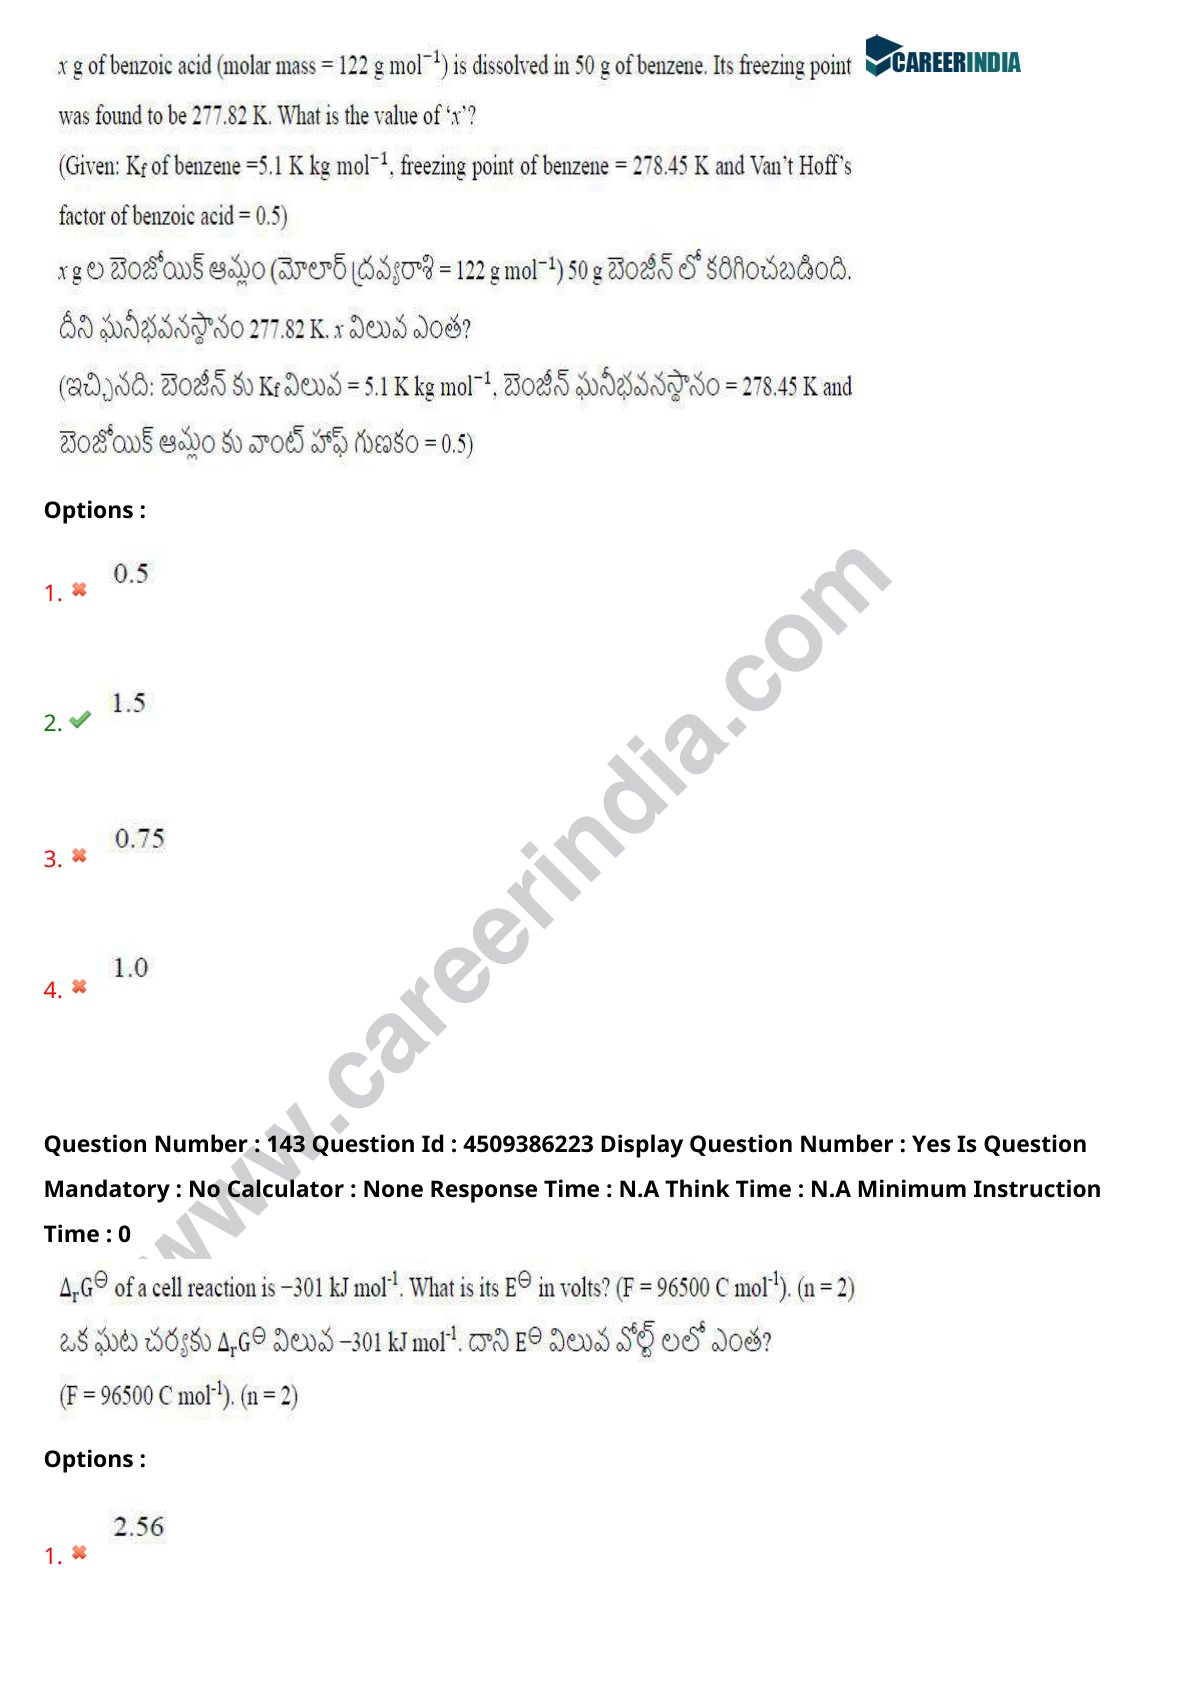 CAREERINDIA
x g of benzoic acid (molar mass = 122 g mol⁻¹) is dissolved in 50 g of benzene. Its freezing point
was found to be 277.82 K. What is the value of ‘x’?
(Given: Kf of benzene =5.1 K kg mol⁻¹, freezing point of benzene = 278.45 K and Van’t Hoff’s
factor of benzoic acid = 0.5)
x g ల బెంజోయిక్ ఆమ్లం (మోలార్ ద్రవ్యరాశి = 122 g mol⁻¹) 50 g బెంజీన్ లో కరిగించబడింది.
దీని ఘనీభవనస్థానం 277.82 K. x విలువ ఎంత?
(ఇచ్చినది: బెంజీన్ కు Kf విలువ = 5.1 K kg mol⁻¹, బెంజీన్ ఘనీభవనస్థానం = 278.45 K and
బెంజోయిక్ ఆమ్లం కు వాంట్ హాఫ్ గుణకం = 0.5)
Options :
1. 0.5
2. 1.5
3. 0.75
4. 1.0
www.careerindia.com
Question Number : 143 Question Id : 4509386223 Display Question Number : Yes Is Question
Mandatory : No Calculator : None Response Time : N.A Think Time : N.A Minimum Instruction
Time : 0
ΔrG⊖ of a cell reaction is −301 kJ mol⁻¹. What is its E⊖ in volts? (F = 96500 C mol⁻¹). (n = 2)
ఒక ఘట చర్యకు ΔrG⊖ విలువ −301 kJ mol⁻¹. దాని E⊖ విలువ వోల్ట్ లలో ఎంత?
(F = 96500 C mol⁻¹). (n = 2)
Options :
1. 2.56